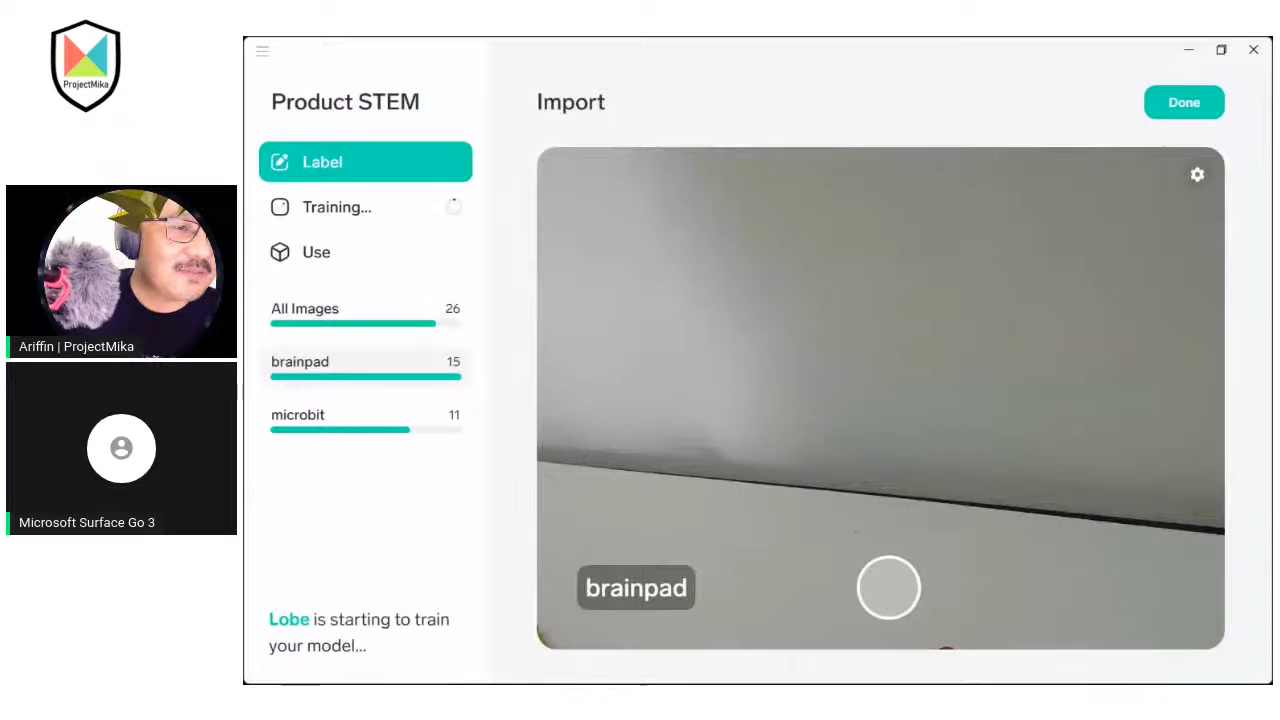 ProjectMika
Ariffin | ProjectMika
Microsoft Surface Go 3
Product STEM
Label
Training...
Use
All Images 26
brainpad 15
microbit 11
Lobe is starting to train
your model...
Import
Done
brainpad